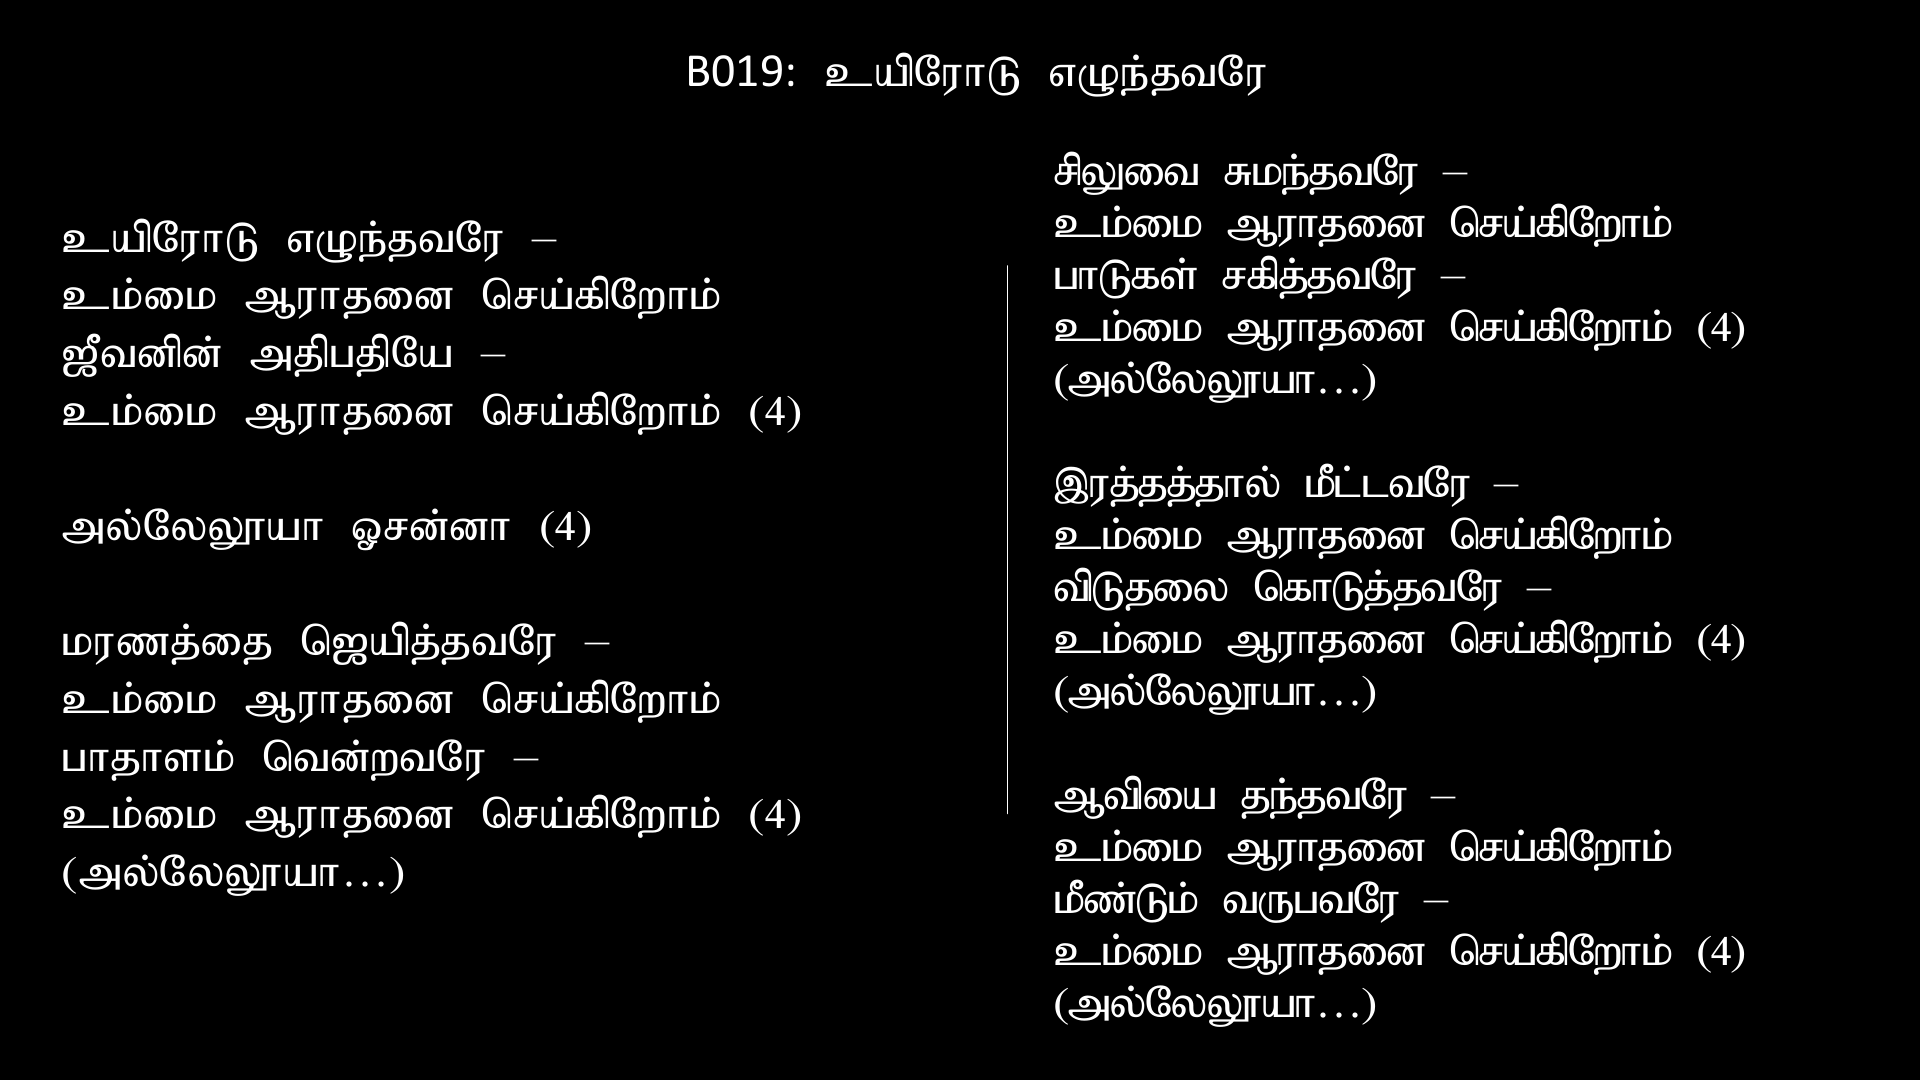 B019: உயிரோடு எழுந்தவரே
உயிரோடு எழுந்தவரே –
உம்மை ஆராதனை செய்கிறோம்
ஜீவனின் அதிபதியே –
உம்மை ஆராதனை செய்கிறோம் (4)
அல்லேலூயா ஓசன்னா (4)
மரணத்தை ஜெயித்தவரே –
உம்மை ஆராதனை செய்கிறோம்
பாதாளம் வென்றவரே –
உம்மை ஆராதனை செய்கிறோம் (4)
(அல்லேலூயா...)
சிலுவை சுமந்தவரே –
உம்மை ஆராதனை செய்கிறோம்
பாடுகள் சகித்தவரே –
உம்மை ஆராதனை செய்கிறோம் (4)
(அல்லேலூயா...)
இரத்தத்தால் மீட்டவரே –
உம்மை ஆராதனை செய்கிறோம்
விடுதலை கொடுத்தவரே –
உம்மை ஆராதனை செய்கிறோம் (4)
(அல்லேலூயா...)
ஆவியை தந்தவரே –
உம்மை ஆராதனை செய்கிறோம்
மீண்டும் வருபவரே –
உம்மை ஆராதனை செய்கிறோம் (4)
(அல்லேலூயா...)